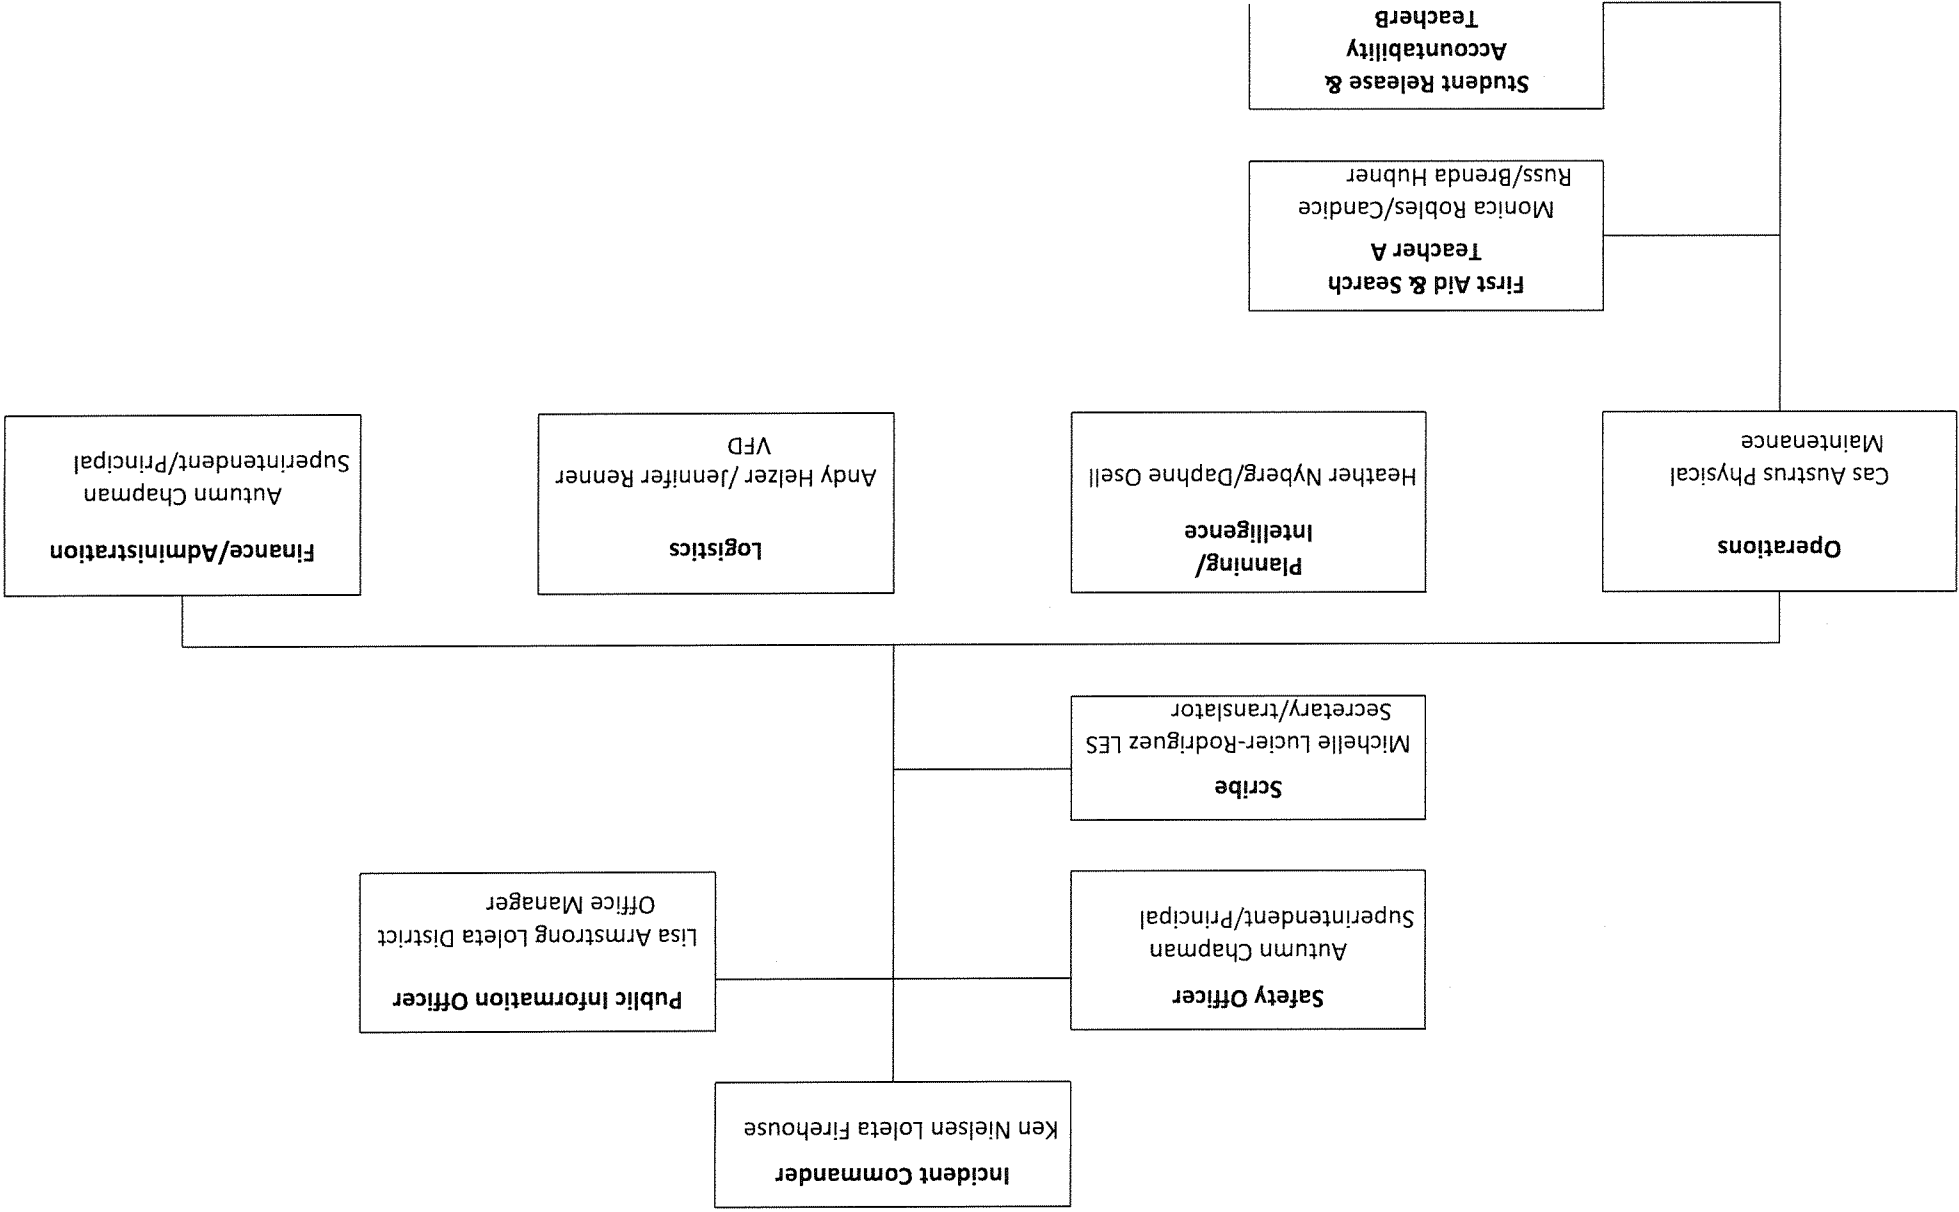 Incident Commander
Ken Nielsen Loleta Firehouse
Safety Officer
Autumn Chapman
Superintendent/Principal
Public Information Officer
Lisa Armstrong Loleta District
Office Manager
Scribe
Michelle Lucier-Rodriguez LES
Secretary/translator
Operations
Cas Austrus Physical
Maintenance
Planning/
Intelligence
Heather Nyberg/Daphne Osell
Logistics
Andy Helzer /Jennifer Renner
VFD
Finance/Administration
Autumn Chapman
Superintendent/Principal
First Aid & Search
Teacher A
Monica Robles/Candice
Russ/Brenda Hubner
Student Release &
Accountability
TeacherB